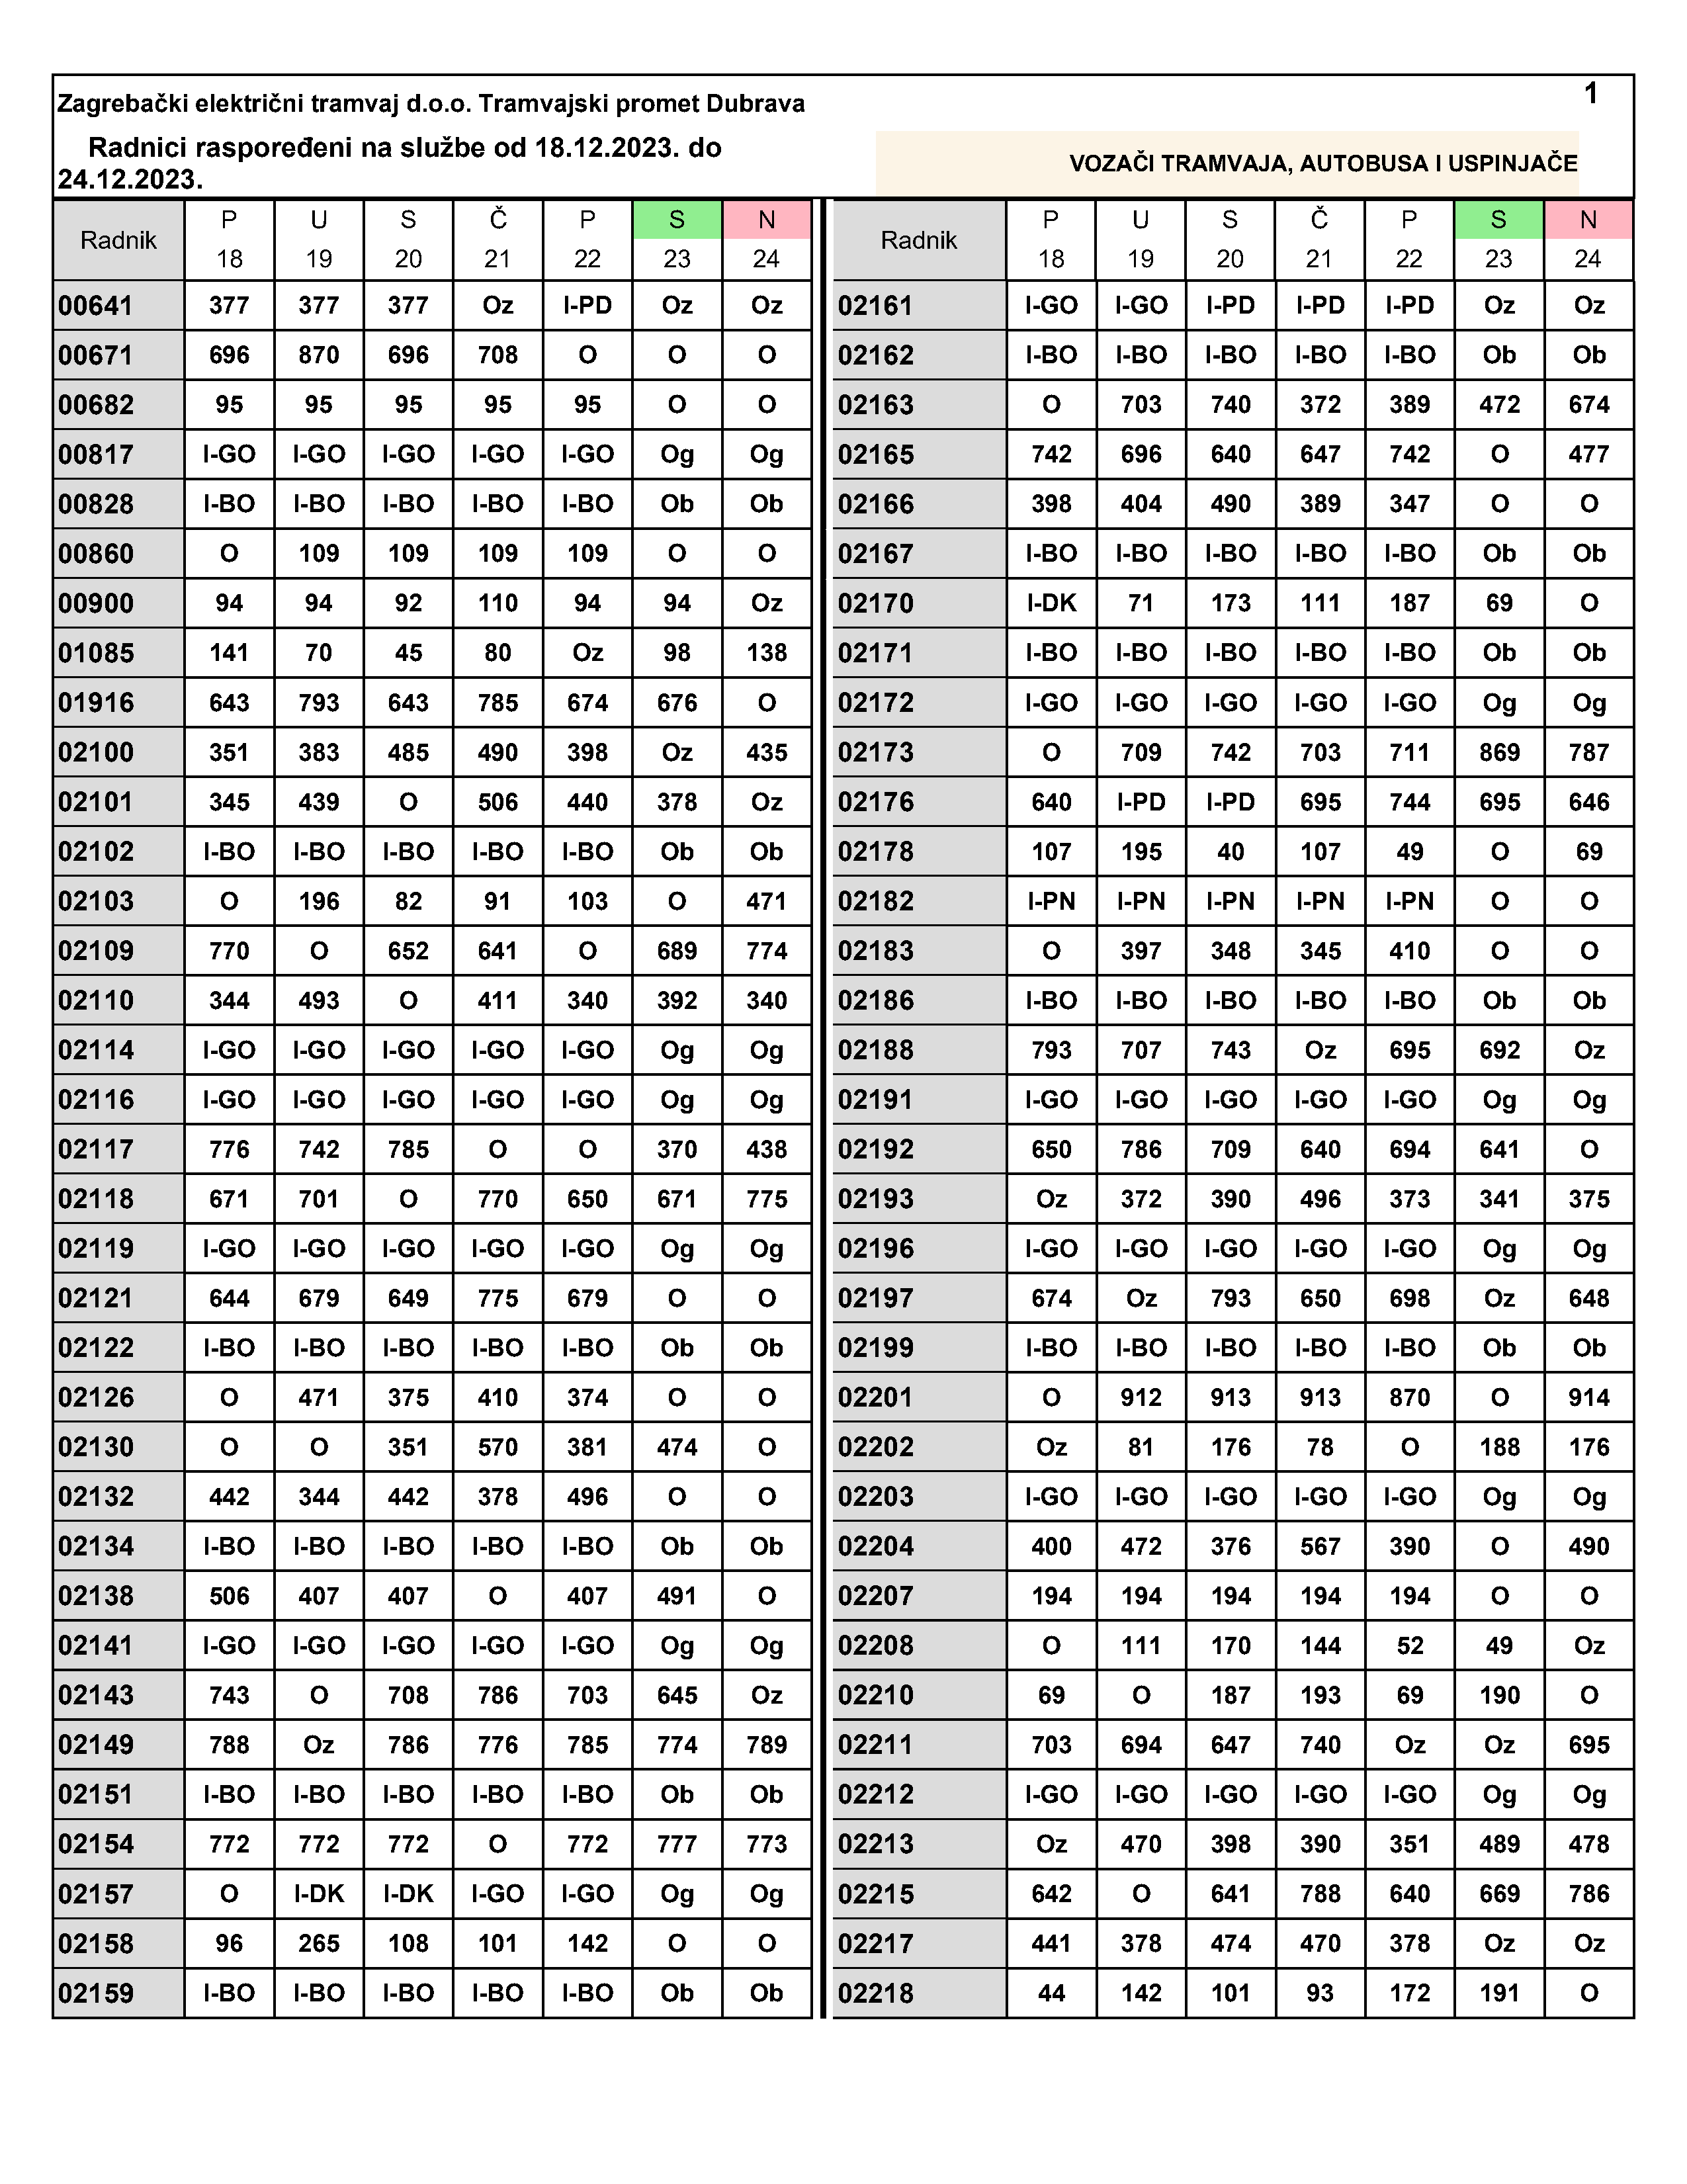 1
Zagrebački električni tramvaj d.o.o. Tramvajski promet Dubrava
Radnici raspoređeni na službe od 18.12.2023. do
24.12.2023.
VOZAČI TRAMVAJA, AUTOBUSA I USPINJAČE
Radnik P U S Č P S N
18 19 20 21 22 23 24
00641 377 377 377 Oz I-PD Oz Oz
00671 696 870 696 708 O O O
00682 95 95 95 95 95 O O
00817 I-GO I-GO I-GO I-GO I-GO Og Og
00828 I-BO I-BO I-BO I-BO I-BO Ob Ob
00860 O 109 109 109 109 O O
00900 94 94 92 110 94 94 Oz
01085 141 70 45 80 Oz 98 138
01916 643 793 643 785 674 676 O
02100 351 383 485 490 398 Oz 435
02101 345 439 O 506 440 378 Oz
02102 I-BO I-BO I-BO I-BO I-BO Ob Ob
02103 O 196 82 91 103 O 471
02109 770 O 652 641 O 689 774
02110 344 493 O 411 340 392 340
02114 I-GO I-GO I-GO I-GO I-GO Og Og
02116 I-GO I-GO I-GO I-GO I-GO Og Og
02117 776 742 785 O O 370 438
02118 671 701 O 770 650 671 775
02119 I-GO I-GO I-GO I-GO I-GO Og Og
02121 644 679 649 775 679 O O
02122 I-BO I-BO I-BO I-BO I-BO Ob Ob
02126 O 471 375 410 374 O O
02130 O O 351 570 381 474 O
02132 442 344 442 378 496 O O
02134 I-BO I-BO I-BO I-BO I-BO Ob Ob
02138 506 407 407 O 407 491 O
02141 I-GO I-GO I-GO I-GO I-GO Og Og
02143 743 O 708 786 703 645 Oz
02149 788 Oz 786 776 785 774 789
02151 I-BO I-BO I-BO I-BO I-BO Ob Ob
02154 772 772 772 O 772 777 773
02157 O I-DK I-DK I-GO I-GO Og Og
02158 96 265 108 101 142 O O
02159 I-BO I-BO I-BO I-BO I-BO Ob Ob
Radnik P U S Č P S N
18 19 20 21 22 23 24
02161 I-GO I-GO I-PD I-PD I-PD Oz Oz
02162 I-BO I-BO I-BO I-BO I-BO Ob Ob
02163 O 703 740 372 389 472 674
02165 742 696 640 647 742 O 477
02166 398 404 490 389 347 O O
02167 I-BO I-BO I-BO I-BO I-BO Ob Ob
02170 I-DK 71 173 111 187 69 O
02171 I-BO I-BO I-BO I-BO I-BO Ob Ob
02172 I-GO I-GO I-GO I-GO I-GO Og Og
02173 O 709 742 703 711 869 787
02176 640 I-PD I-PD 695 744 695 646
02178 107 195 40 107 49 O 69
02182 I-PN I-PN I-PN I-PN I-PN O O
02183 O 397 348 345 410 O O
02186 I-BO I-BO I-BO I-BO I-BO Ob Ob
02188 793 707 743 Oz 695 692 Oz
02191 I-GO I-GO I-GO I-GO I-GO Og Og
02192 650 786 709 640 694 641 O
02193 Oz 372 390 496 373 341 375
02196 I-GO I-GO I-GO I-GO I-GO Og Og
02197 674 Oz 793 650 698 Oz 648
02199 I-BO I-BO I-BO I-BO I-BO Ob Ob
02201 O 912 913 913 870 O 914
02202 Oz 81 176 78 O 188 176
02203 I-GO I-GO I-GO I-GO I-GO Og Og
02204 400 472 376 567 390 O 490
02207 194 194 194 194 194 O O
02208 O 111 170 144 52 49 Oz
02210 69 O 187 193 69 190 O
02211 703 694 647 740 Oz Oz 695
02212 I-GO I-GO I-GO I-GO I-GO Og Og
02213 Oz 470 398 390 351 489 478
02215 642 O 641 788 640 669 786
02217 441 378 474 470 378 Oz Oz
02218 44 142 101 93 172 191 O